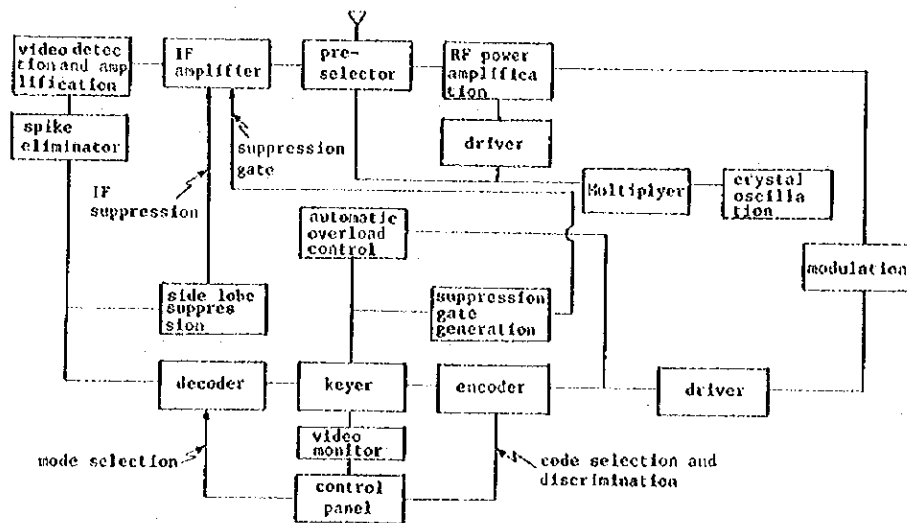 video detec
tion and amp
lification
IF
amplifier
pre-
selector
RF power
amplifica
tion
spike
eliminator
suppression
gate
driver
IF
suppression
Multiplyer
crystal
oscilla
tion
automatic
overload
control
modulation
side lobe
suppres
sion
suppression
gate
generation
decoder
keyer
encoder
driver
video
monitor
mode selection
code selection and
discrimination
control
panel